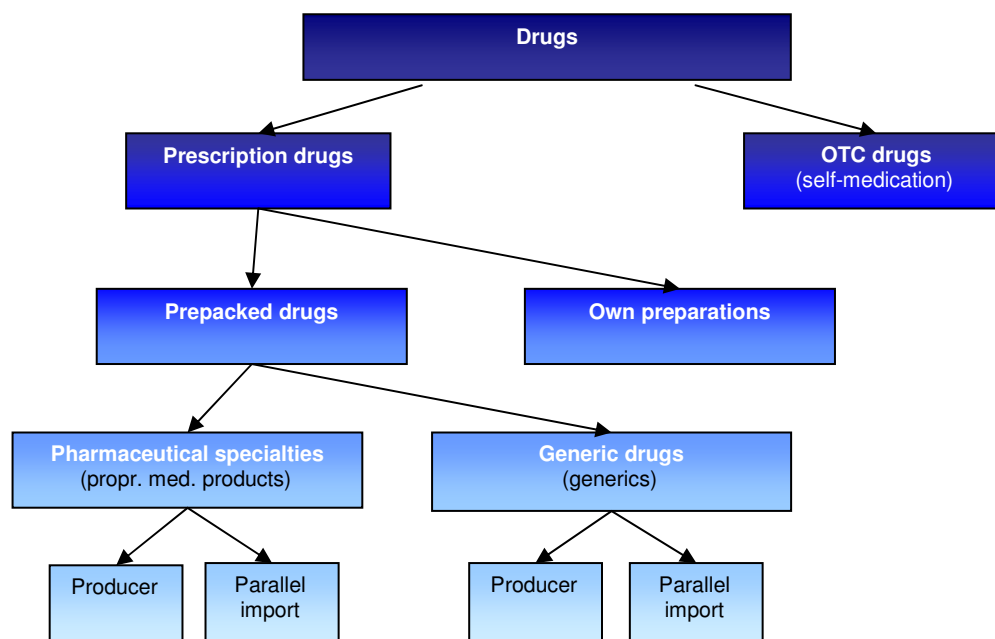 Drugs
Prescription drugs
OTC drugs
(self-medication)
Prepacked drugs
Own preparations
Pharmaceutical specialties
(propr. med. products)
Generic drugs
(generics)
Producer
Parallel
import
Producer
Parallel
import